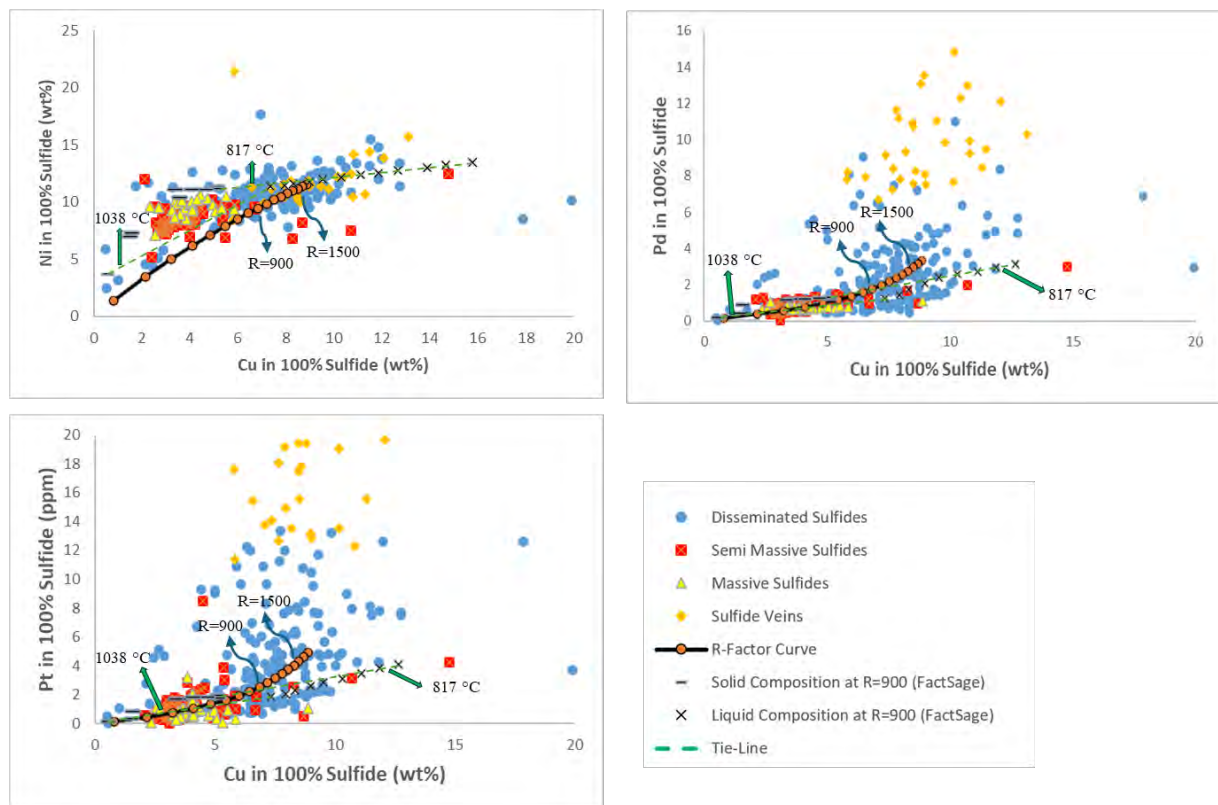 25
20
15
10
5
0
Ni in 100% Sulfide (wt%)
817 °C
1038 °C
R=1500
R=900
0 2 4 6 8 10 12 14 16 18 20
Cu in 100% Sulfide (wt%)
16
14
12
10
8
6
4
2
0
Pd in 100% Sulfide
R=1500
R=900
1038 °C
817 °C
0 5 10 15 20
Cu in 100% Sulfide (wt%)
20
18
16
14
12
10
8
6
4
2
0
Pt in 100% Sulfide (ppm)
R=1500
R=900
1038 °C
817 °C
0 5 10 15 20
Cu in 100% Sulfide (wt%)
Disseminated Sulfides
Semi Massive Sulfides
Massive Sulfides
Sulfide Veins
R-Factor Curve
Solid Composition at R=900 (FactSage)
Liquid Composition at R=900 (FactSage)
Tie-Line